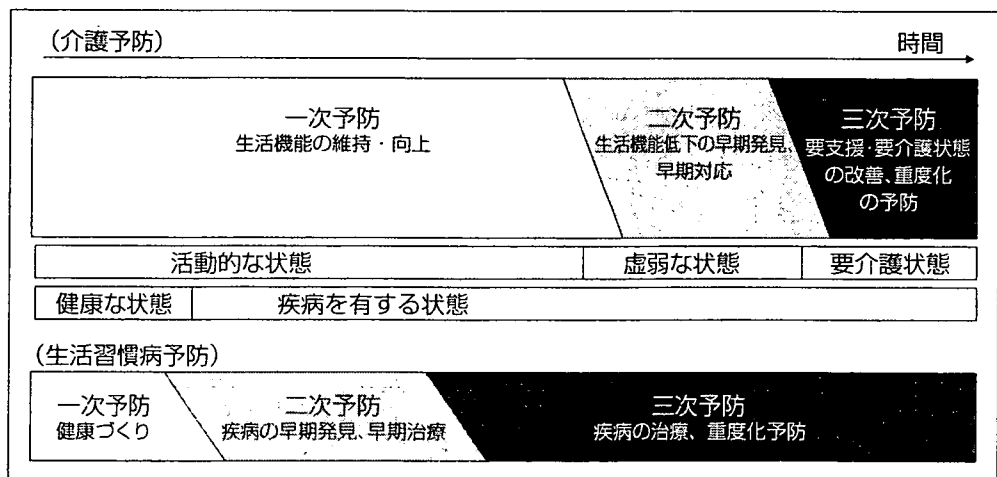 (介護予防)
時間
一次予防
生活機能の維持・向上
二次予防
生活機能低下の早期発見、
早期対応
三次予防
要支援・要介護状態
の改善、重度化
の予防
活動的な状態
虚弱な状態
要介護状態
健康な状態
疾病を有する状態
(生活習慣病予防)
一次予防
健康づくり
二次予防
疾病の早期発見、早期治療
三次予防
疾病の治療、重度化予防